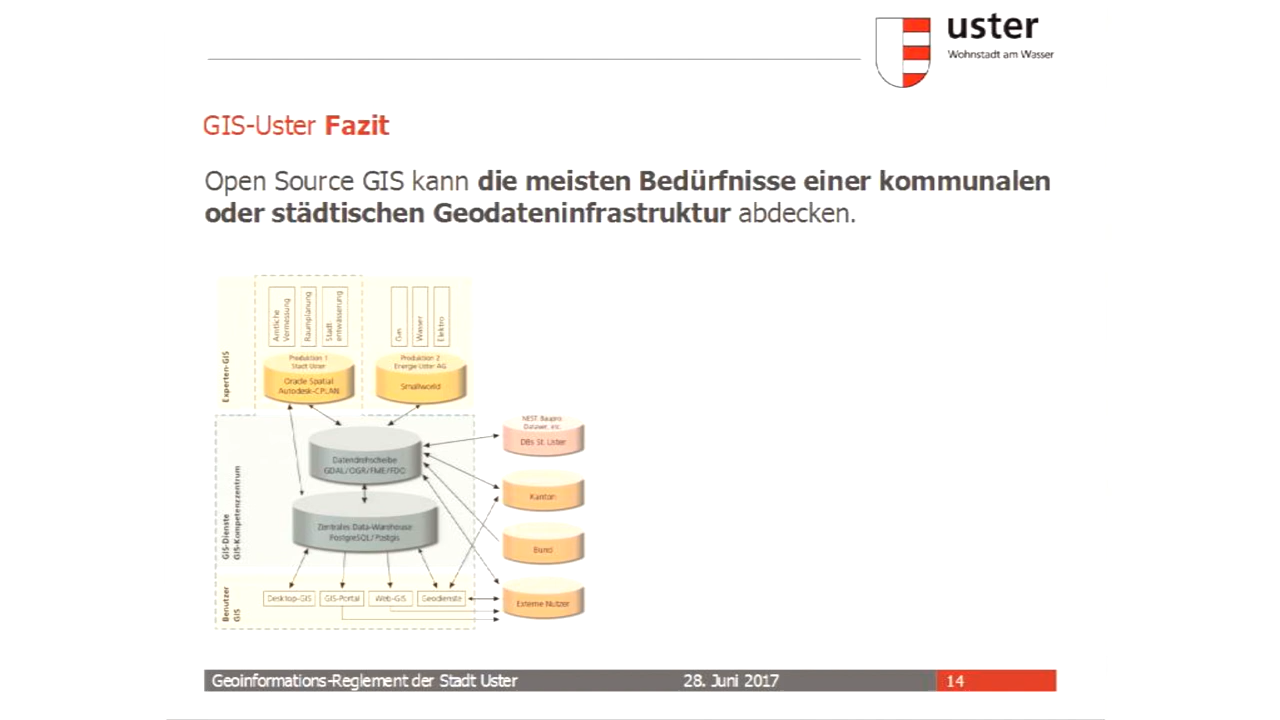 uster
Wohnstadt am Wasser
GIS-Uster Fazit
Open Source GIS kann die meisten Bedürfnisse einer kommunalen
oder städtischen Geodateninfrastruktur abdecken.
Experten-GIS
Amtliche
Vermessung
Raumplanung
Stadt
entwässerung
Gas
Wasser
Elektro
Produktion 1
Stadt Uster
Oracle Spatial
Autodesk-CPLAN
Produktion 2
Energie Uster AG
Smallworld
GIS-Dienste
GIS-Kompetenzzentrum
Datendrehscheibe
GDAL/OGR/FME/FDO
Zentrales Data-Warehouse
PostgreSQL/Postgis
NEST, Baupro,
etc.
DBs St. Uster
Kanton
Bund
Externe Nutzer
Benutzer
GIS
Desktop-GIS
GIS-Portal
Web-GIS
Geodienste
Geoinformations-Reglement der Stadt Uster
28. Juni 2017
14